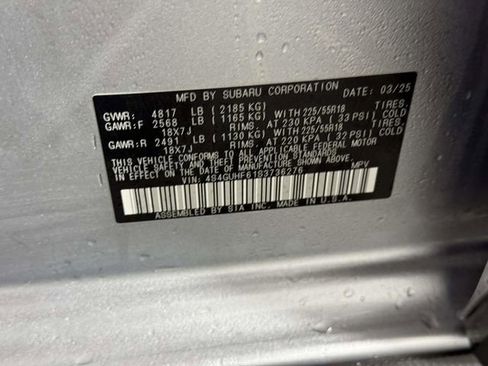 MFD BY SUBARU CORPORATION DATE: 03/25
GVWR: 4817 LB (2185 KG)
GAWR:F 2568 LB (1165 KG) WITH 225/55R18 TIRES.
18X7J RIMS. AT 230 KPA (33 PSI) COLD
GAWR:R 2491 LB (1130 KG) WITH 225/55R18 TIRES.
18X7J RIMS. AT 220 KPA (32 PSI) COLD
THIS VEHICLE CONFORMS TO ALL APPLICABLE FEDERAL MOTOR
VEHICLE SAFETY, BUMPER, AND THEFT PREVENTION STANDARDS
IN EFFECT ON THE DATE OF MANUFACTURE SHOWN ABOVE.
VIN: 4S4GUHF61S3736276 MPV
ASSEMBLED BY SIA INC. MADE IN U.S.A.